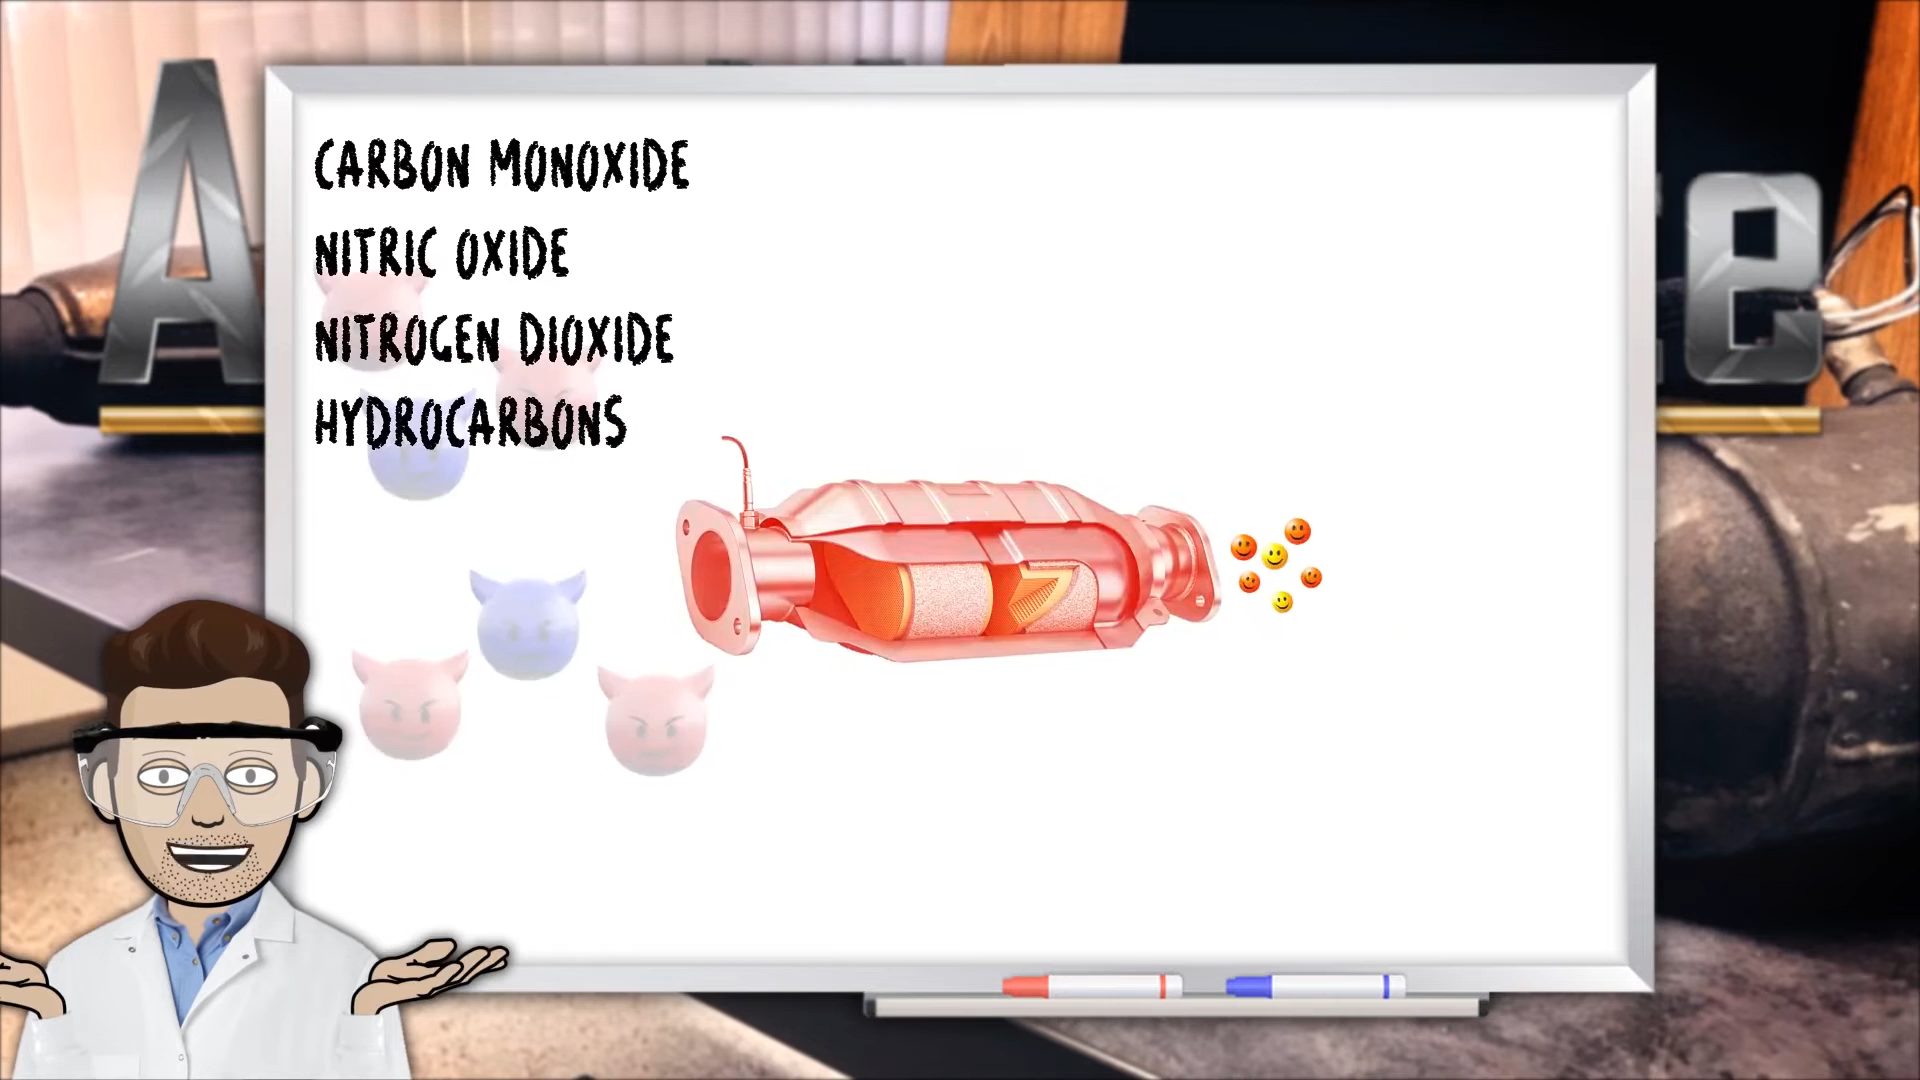 CARBON MONOXIDE
NITRIC OXIDE
NITROGEN DIOXIDE
HYDROCARBONS
A
e